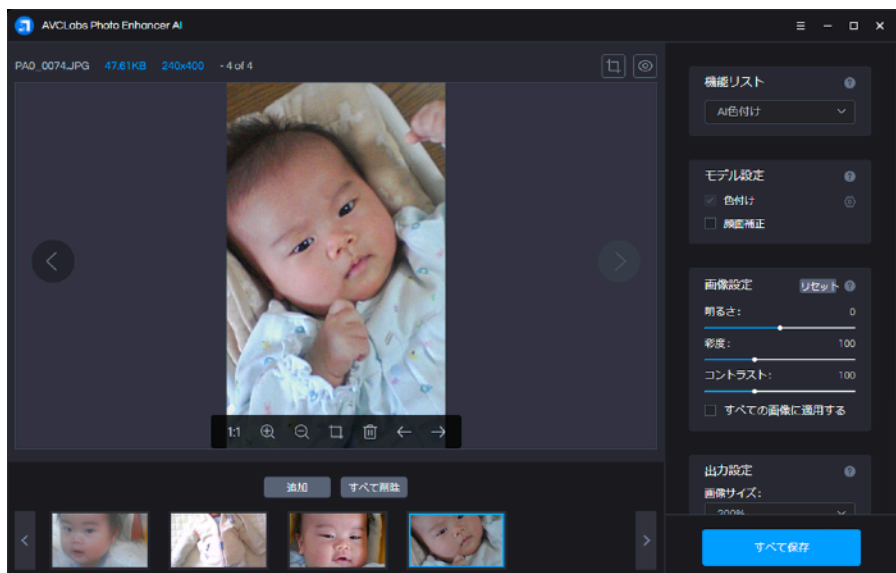 AVCLabs Photo Enhancer AI
PA0_0074.JPG 47.61KB 240x400 - 4 of 4
1:1
追加 すべて削除
機能リスト
AI色付け
モデル設定
色付け
顔画補正
画像設定 リセット
明るさ: 0
彩度: 100
コントラスト: 100
すべての画像に適用する
出力設定
画像サイズ:
200%
すべて保存